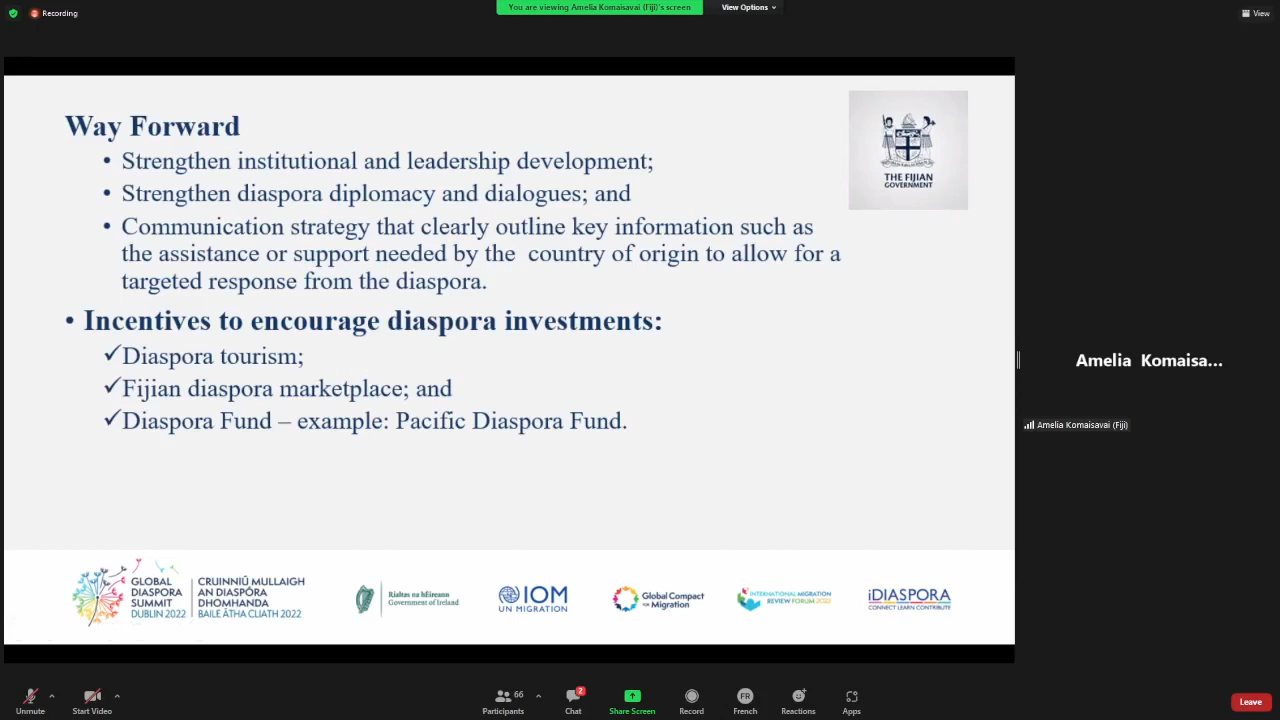 Recording
You are viewing Amelia Komaisavai (Fiji)'s screen
View Options
View
Way Forward
• Strengthen institutional and leadership development;
• Strengthen diaspora diplomacy and dialogues; and
• Communication strategy that clearly outline key information such as
the assistance or support needed by the country of origin to allow for a
targeted response from the diaspora.
• Incentives to encourage diaspora investments:
✓Diaspora tourism;
✓Fijian diaspora marketplace; and
✓Diaspora Fund – example: Pacific Diaspora Fund.
THE FIJIAN
GOVERNMENT
Amelia Komaisa...
Amelia Komaisavai (Fiji)
GLOBAL
DIASPORA
SUMMIT
DUBLIN 2022
CRUINNIÚ MULLAIGH
AN DIASPÓRA
DHOMHANDA
BAILE ÁTHA CLIATH 2022
Rialtas na hÉireann
Government of Ireland
IOM
UN MIGRATION
Global Compact
for Migration
INTERNATIONAL MIGRATION
REVIEW FORUM 2022
iDIASPORA
CONNECT LEARN CONTRIBUTE
Unmute
Start Video
66
Participants
2
Chat
Share Screen
Record
FR
French
Reactions
Apps
Leave